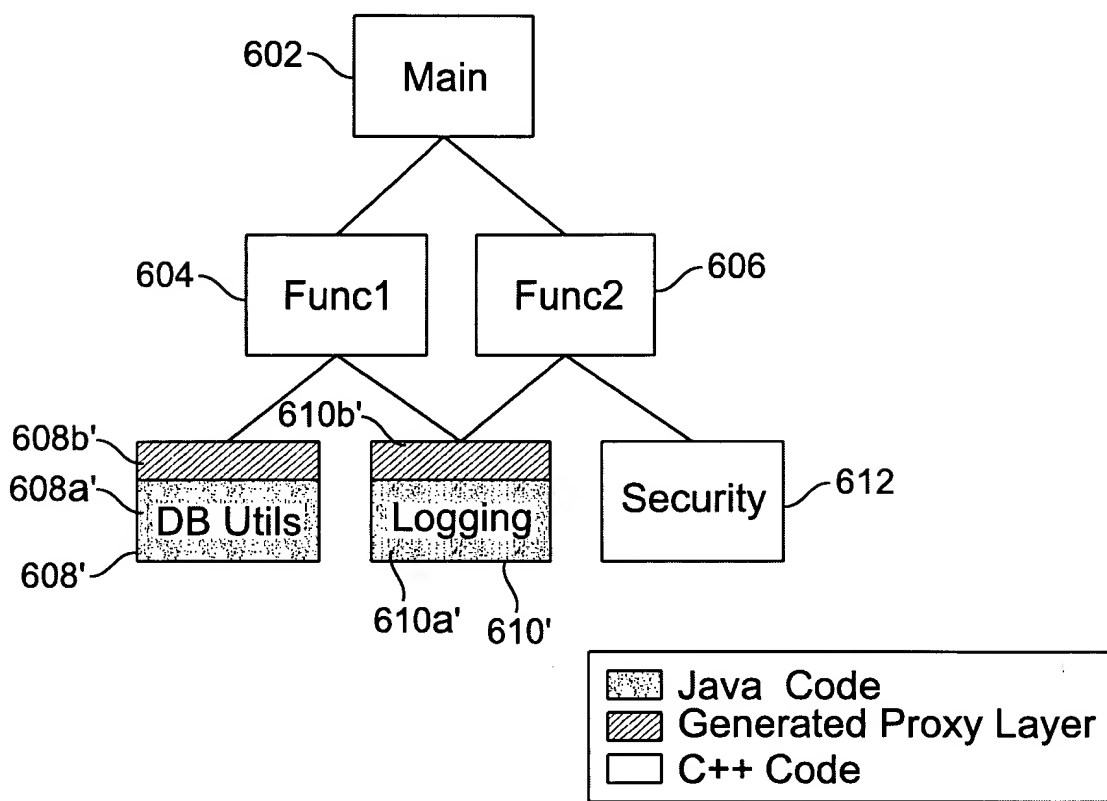 602
Main
604
Func1
Func2
606
610b'
608b'
608a'
DB Utils
Logging
Security
612
608'
610a'
610'
Java Code
Generated Proxy Layer
C++ Code